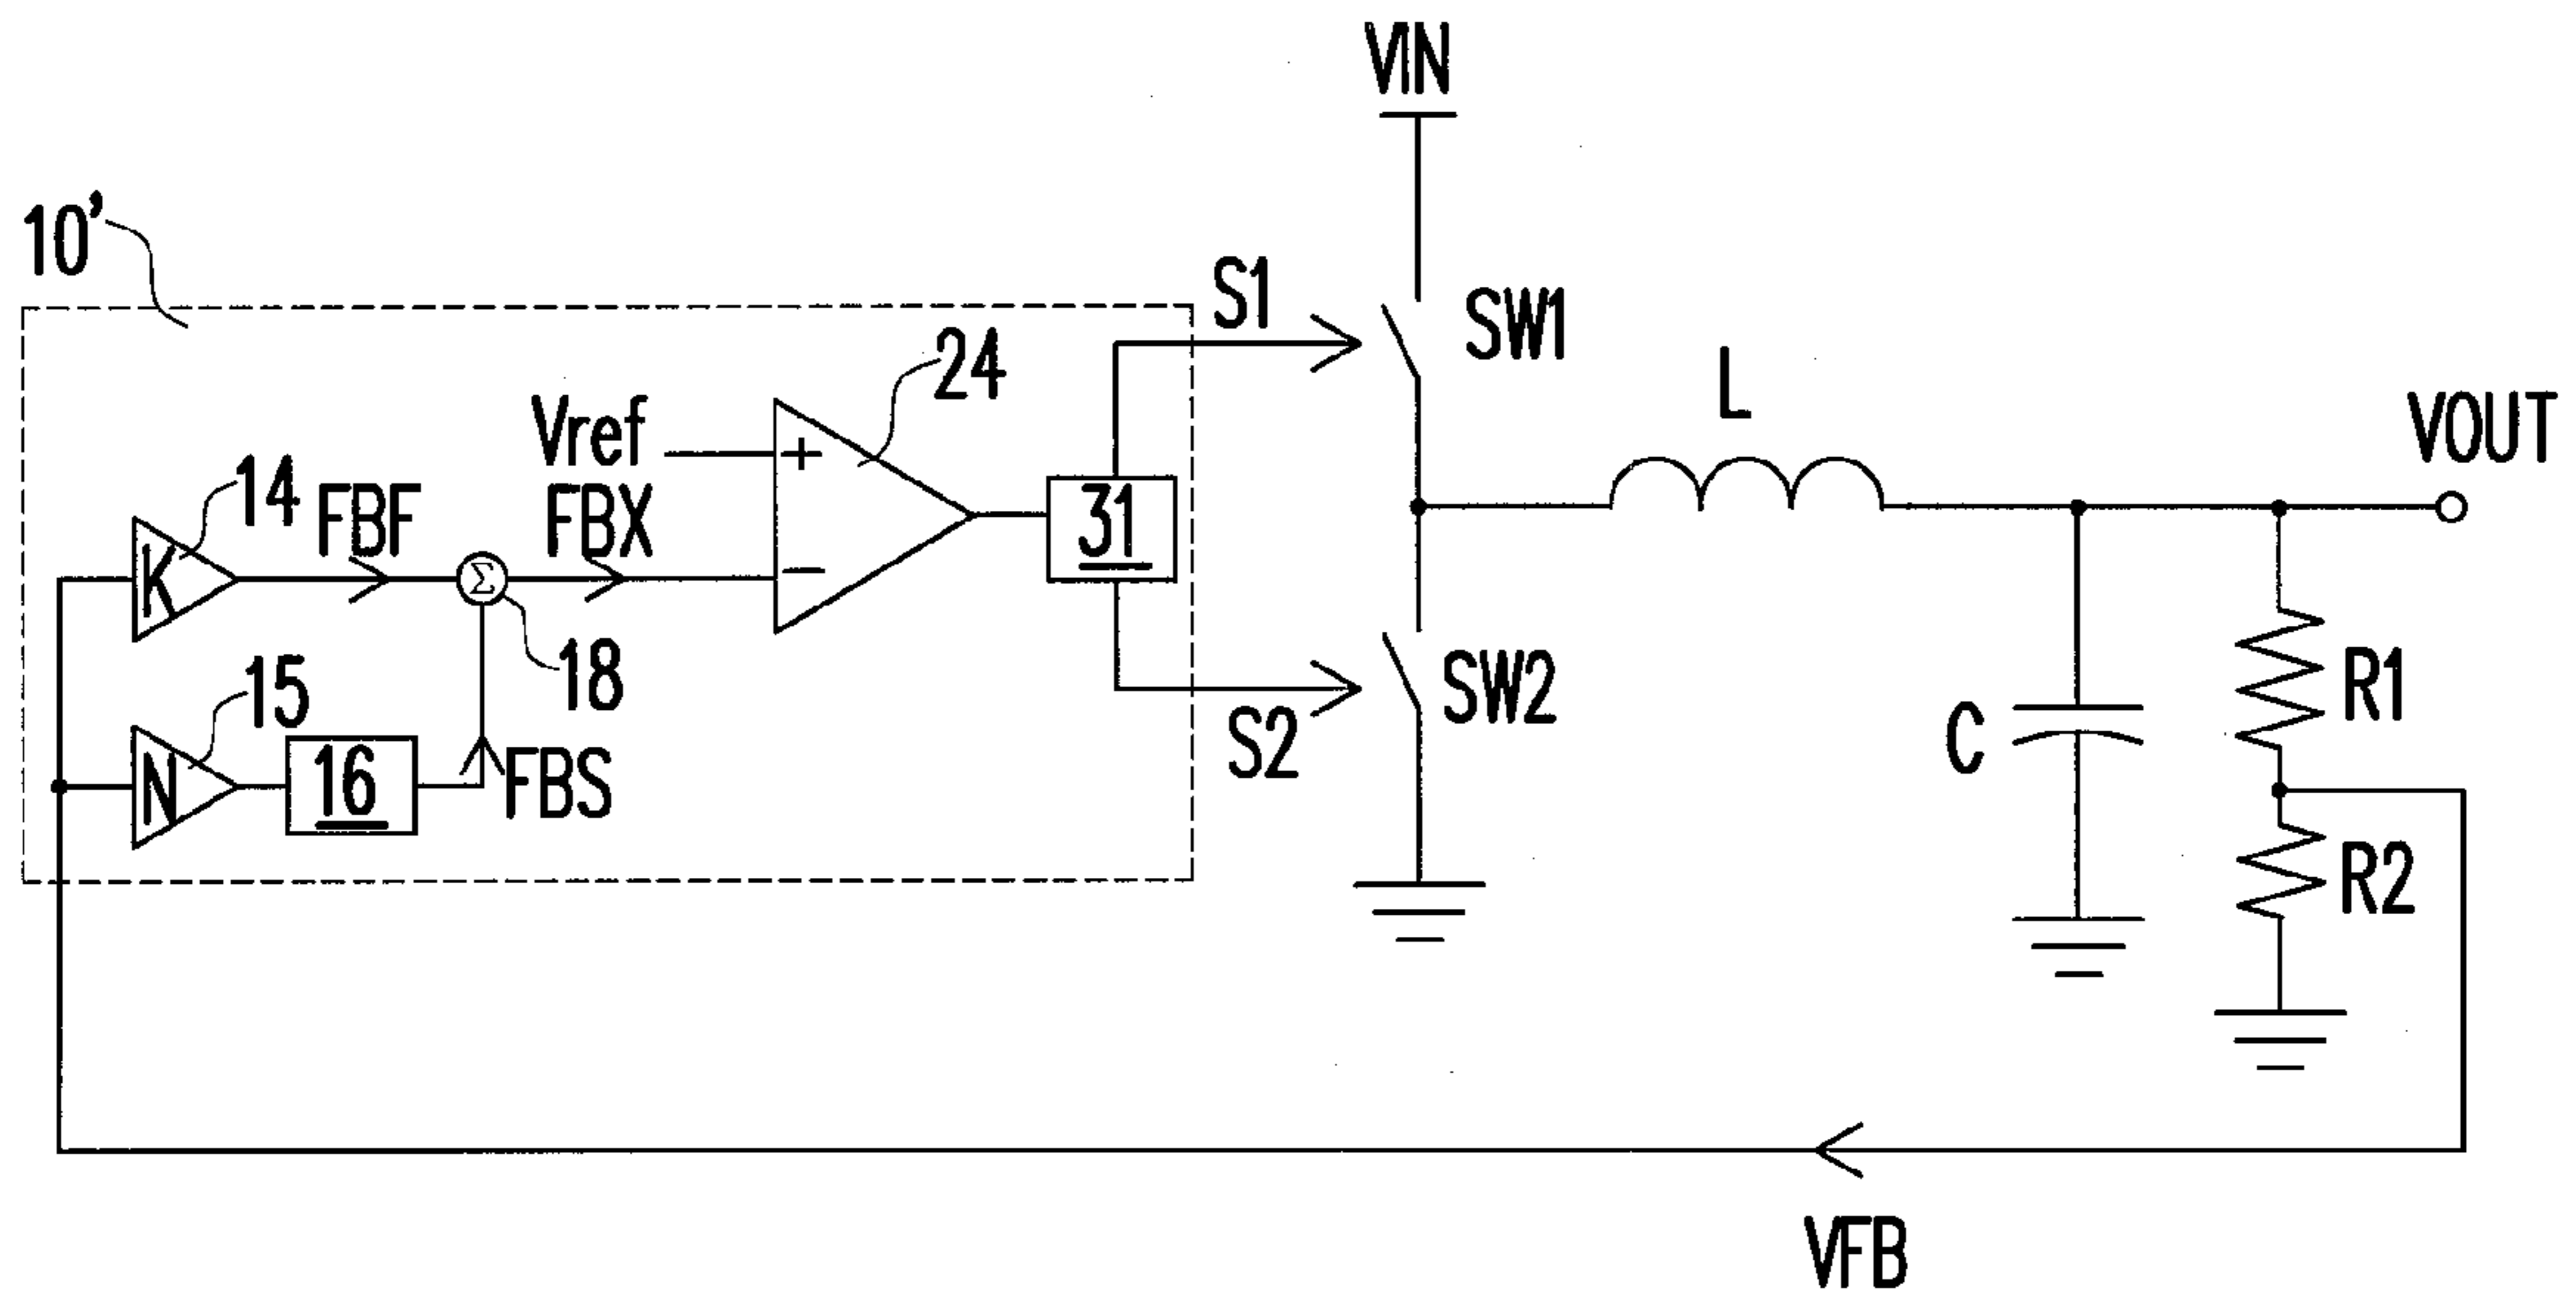 VIN
10'
S1
SW1
24
L
Vref
VOUT
14
FBF
FBX
K
+
31
Σ
−
18
15
SW2
R1
S2
C
N
16
FBS
R2
VFB